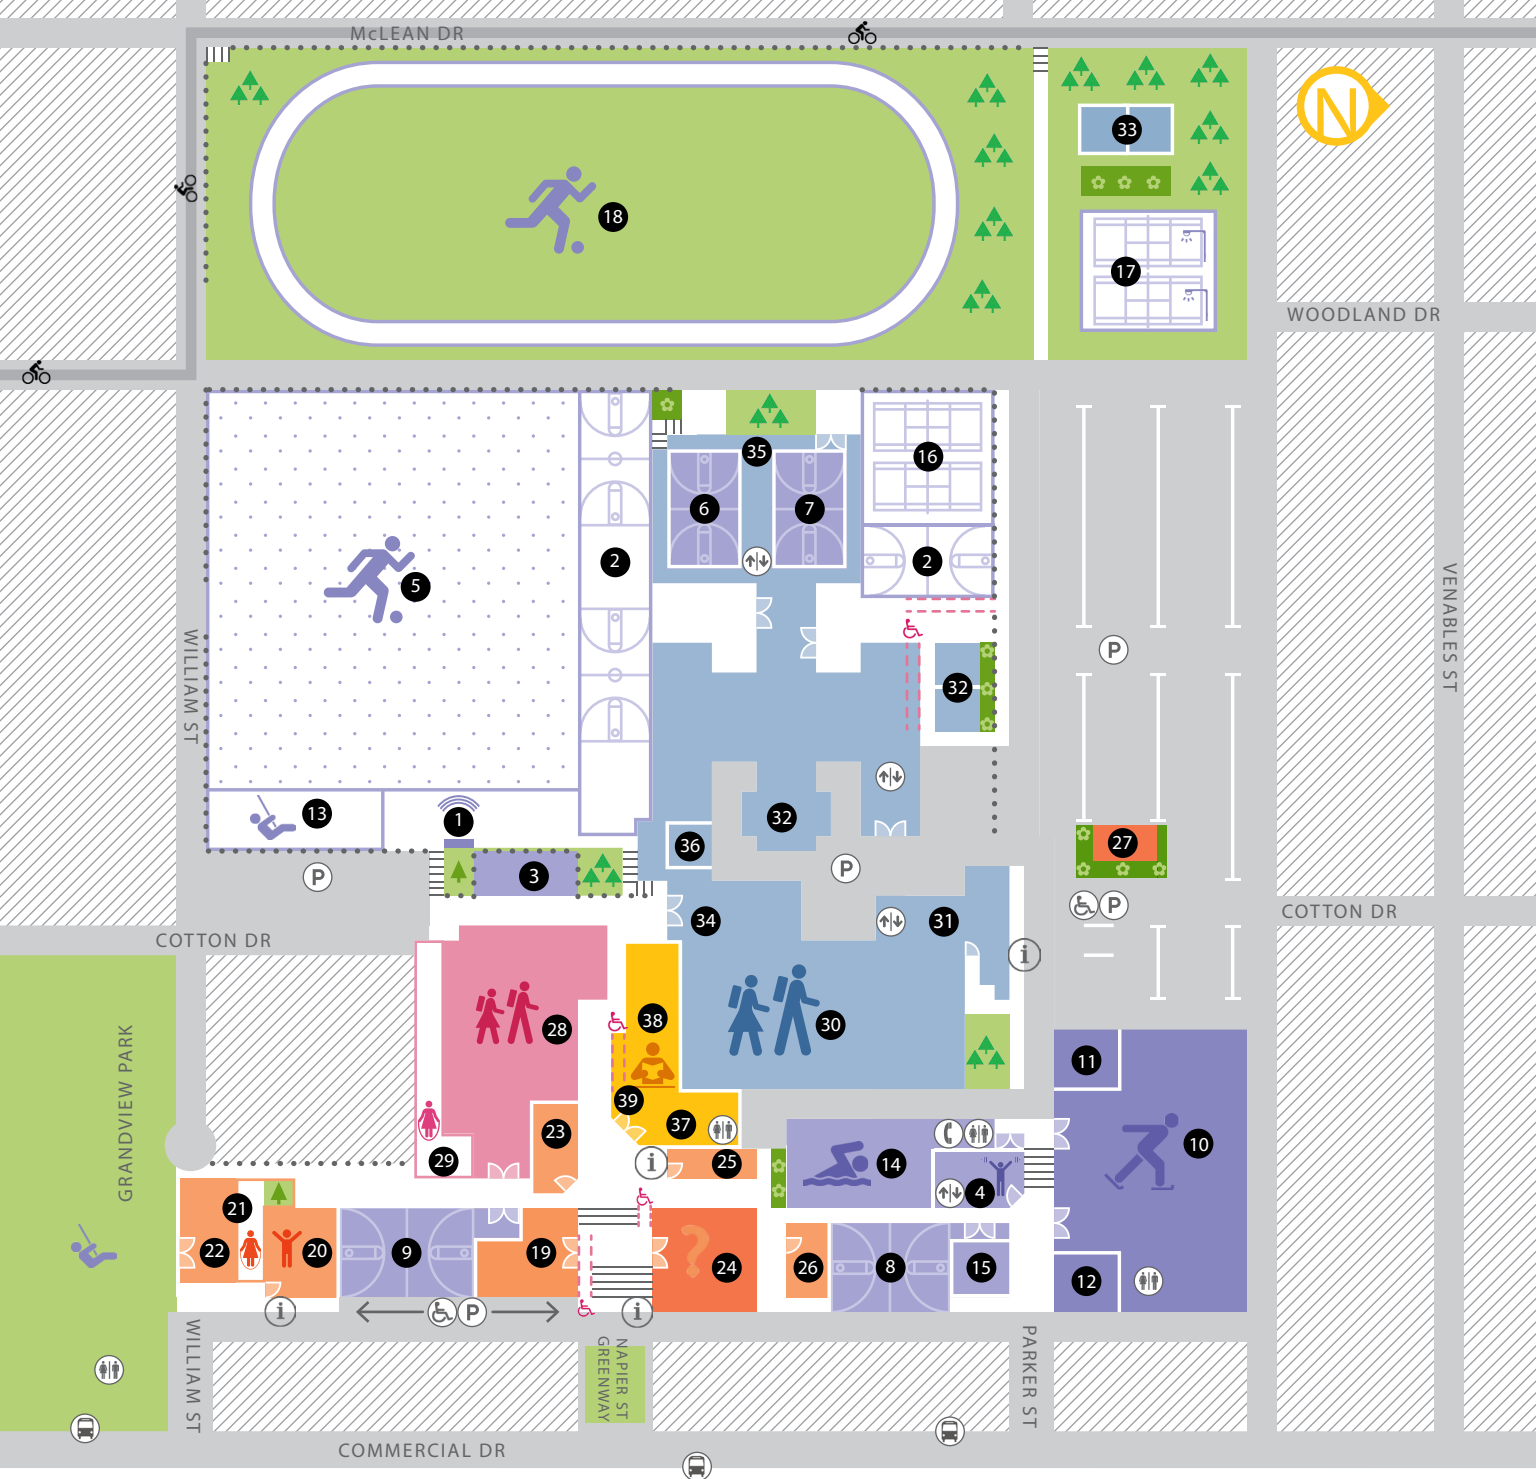 McLEAN DR
N
33
18
17
WOODLAND DR
35
16
6
7
2
2
5
VENABLES ST
P
WILLIAM ST
32
13
1
32
27
36
P
3
P
P
COTTON DR
34
31
COTTON DR
i
28
38
30
GRANDVIEW PARK
11
39
37
23
10
29
i
25
14
4
21
22
20
9
19
24
26
8
15
12
i
P
i
WILLIAM ST
NAPIER ST
GREENWAY
PARKER ST
COMMERCIAL DR